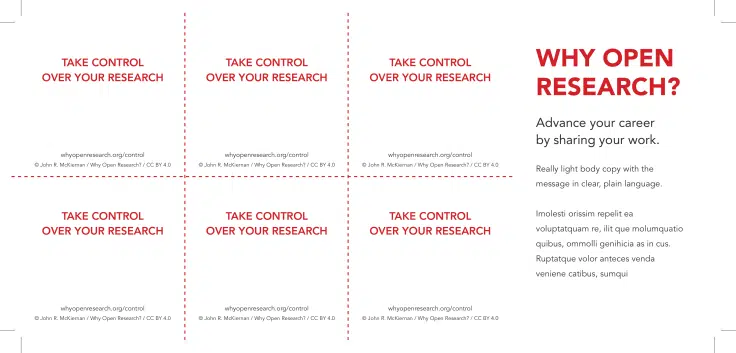 TAKE CONTROL
OVER YOUR RESEARCH
whyopenresearch.org/control
© John R. McKiernan / Why Open Research? / CC BY 4.0
TAKE CONTROL
OVER YOUR RESEARCH
whyopenresearch.org/control
© John R. McKiernan / Why Open Research? / CC BY 4.0
TAKE CONTROL
OVER YOUR RESEARCH
whyopenresearch.org/control
© John R. McKiernan / Why Open Research? / CC BY 4.0
TAKE CONTROL
OVER YOUR RESEARCH
whyopenresearch.org/control
© John R. McKiernan / Why Open Research? / CC BY 4.0
TAKE CONTROL
OVER YOUR RESEARCH
whyopenresearch.org/control
© John R. McKiernan / Why Open Research? / CC BY 4.0
TAKE CONTROL
OVER YOUR RESEARCH
whyopenresearch.org/control
© John R. McKiernan / Why Open Research? / CC BY 4.0
WHY OPEN
RESEARCH?
Advance your career
by sharing your work.
Really light body copy with the
message in clear, plain language.
Imolesti orissim repelit ea
voluptatquam re, ilit que molumquatio
quibus, ommolli genihicia as in cus.
Ruptatque volor anteces venda
veniene catibus, sumqui